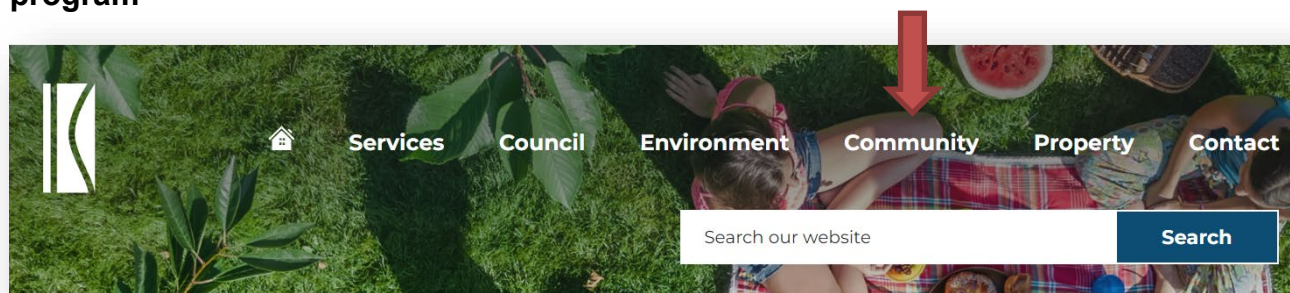 program
Services Council Environment Community Property Contact
Search our website Search